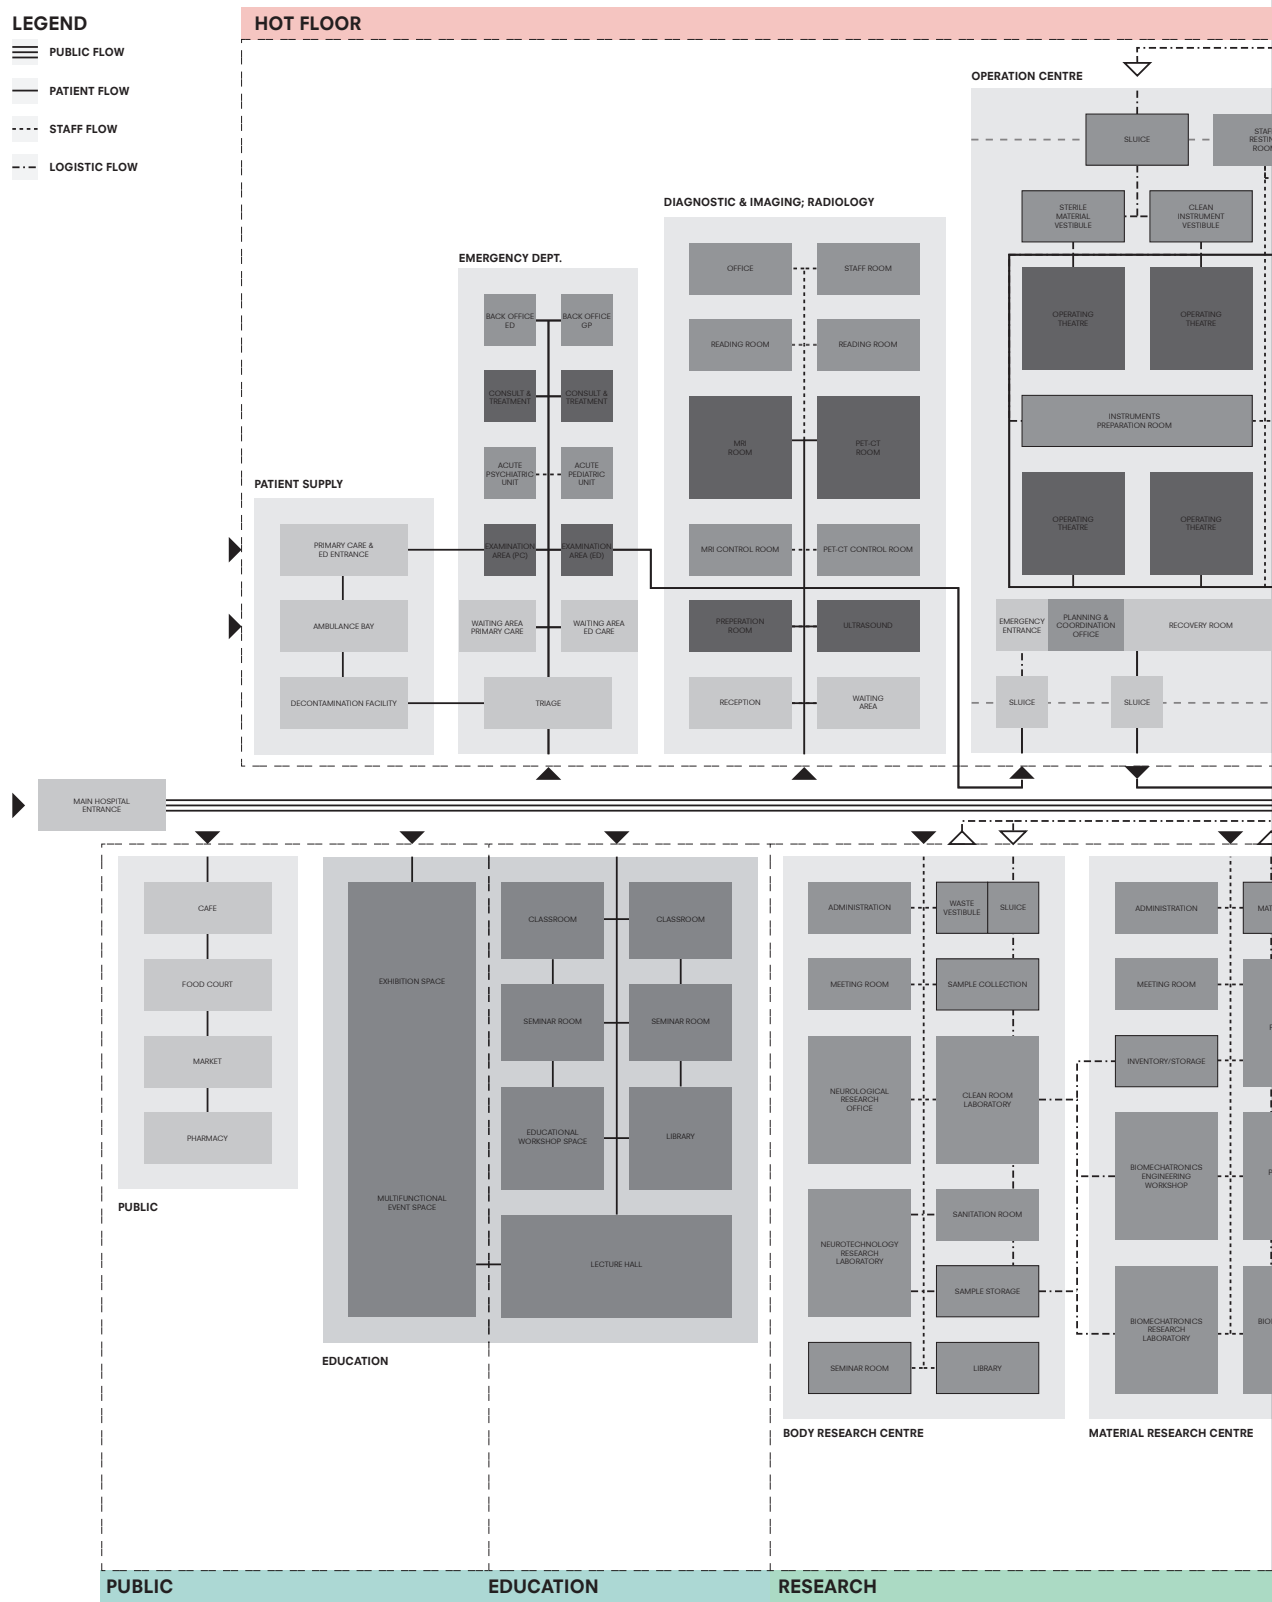 LEGEND
PUBLIC FLOW
PATIENT FLOW
STAFF FLOW
LOGISTIC FLOW
HOT FLOOR
OPERATION CENTRE
SLUICE
STERILE
MATERIAL
VESTIBULE
CLEAN
INSTRUMENT
VESTIBULE
OPERATING
THEATRE
OPERATING
THEATRE
INSTRUMENTS
PREPARATION ROOM
OPERATING
THEATRE
OPERATING
THEATRE
EMERGENCY
ENTRANCE
PLANNING &
COORDINATION
OFFICE
RECOVERY ROOM
SLUICE
SLUICE
DIAGNOSTIC & IMAGING; RADIOLOGY
OFFICE
STAFF ROOM
READING ROOM
READING ROOM
MRI
ROOM
PET-CT
ROOM
MRI CONTROL ROOM
PET-CT CONTROL ROOM
PREPERATION
ROOM
ULTRASOUND
RECEPTION
WAITING
AREA
EMERGENCY DEPT.
BACK OFFICE
ED
BACK OFFICE
GP
CONSULT &
TREATMENT
CONSULT &
TREATMENT
ACUTE
PSYCHIATRIC
UNIT
ACUTE
PEDIATRIC
UNIT
EXAMINATION
AREA (PC)
EXAMINATION
AREA (ED)
WAITING AREA
PRIMARY CARE
WAITING AREA
ED CARE
TRIAGE
PATIENT SUPPLY
PRIMARY CARE &
ED ENTRANCE
AMBULANCE BAY
DECONTAMINATION FACILITY
MAIN HOSPITAL
ENTRANCE
CAFE
FOOD COURT
MARKET
PHARMACY
PUBLIC
EXHIBITION SPACE
MULTIFUNCTIONAL
EVENT SPACE
CLASSROOM
CLASSROOM
SEMINAR ROOM
SEMINAR ROOM
EDUCATIONAL
WORKSHOP SPACE
LIBRARY
LECTURE HALL
EDUCATION
ADMINISTRATION
WASTE
VESTIBULE
SLUICE
MEETING ROOM
SAMPLE COLLECTION
NEUROLOGICAL
RESEARCH
OFFICE
CLEAN ROOM
LABORATORY
SANITATION ROOM
NEUROTECHNOLOGY
RESEARCH
LABORATORY
SAMPLE STORAGE
SEMINAR ROOM
LIBRARY
BODY RESEARCH CENTRE
ADMINISTRATION
MEETING ROOM
INVENTORY/STORAGE
BIOMECHATRONICS
ENGINEERING
WORKSHOP
BIOMECHATRONICS
RESEARCH
LABORATORY
MATERIAL RESEARCH CENTRE
PUBLIC
EDUCATION
RESEARCH